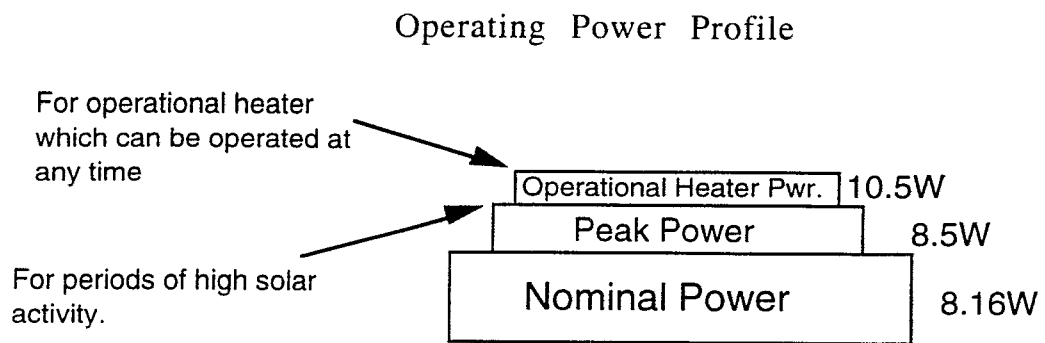 Operating Power Profile
For operational heater
which can be operated at
any time
Operational Heater Pwr. 10.5W
Peak Power 8.5W
For periods of high solar
activity.
Nominal Power 8.16W